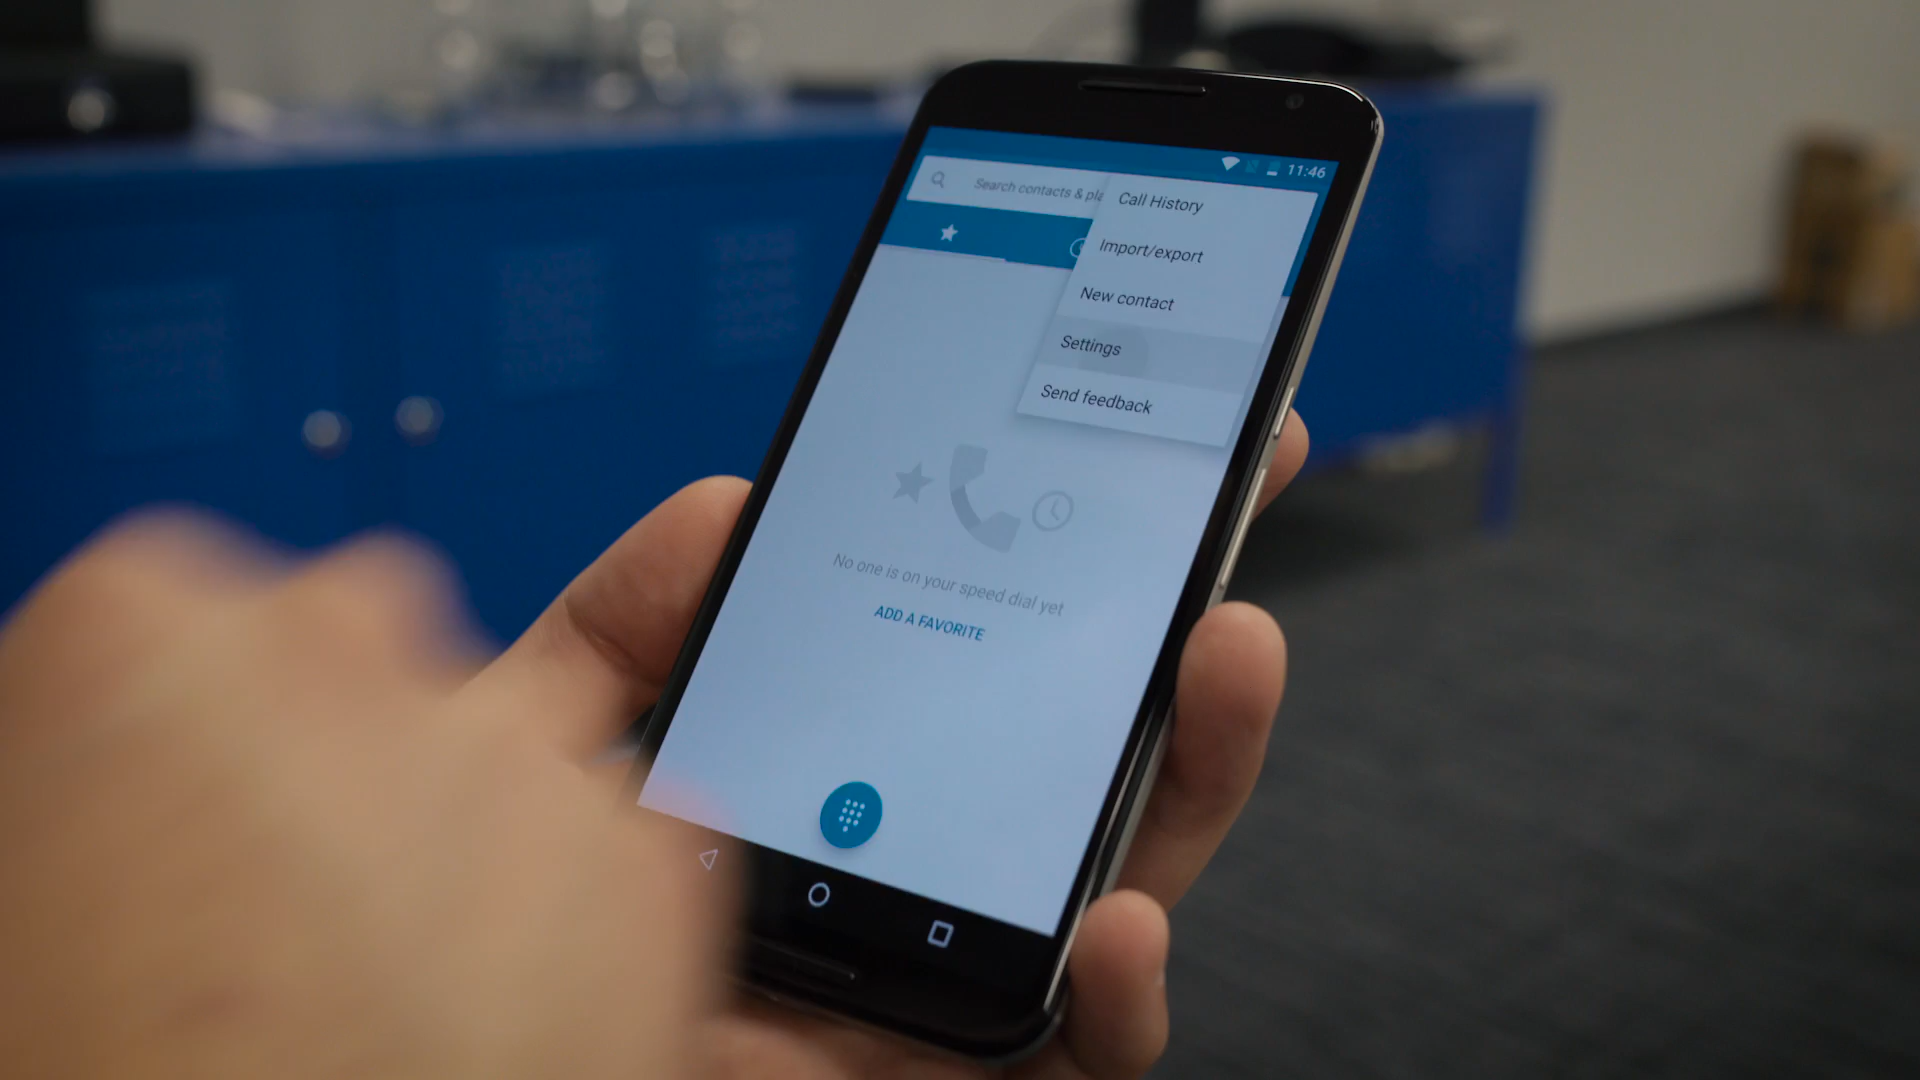 11:46
Search contacts & pla
Call History
Import/export
New contact
Settings
Send feedback
No one is on your speed dial yet
ADD A FAVORITE